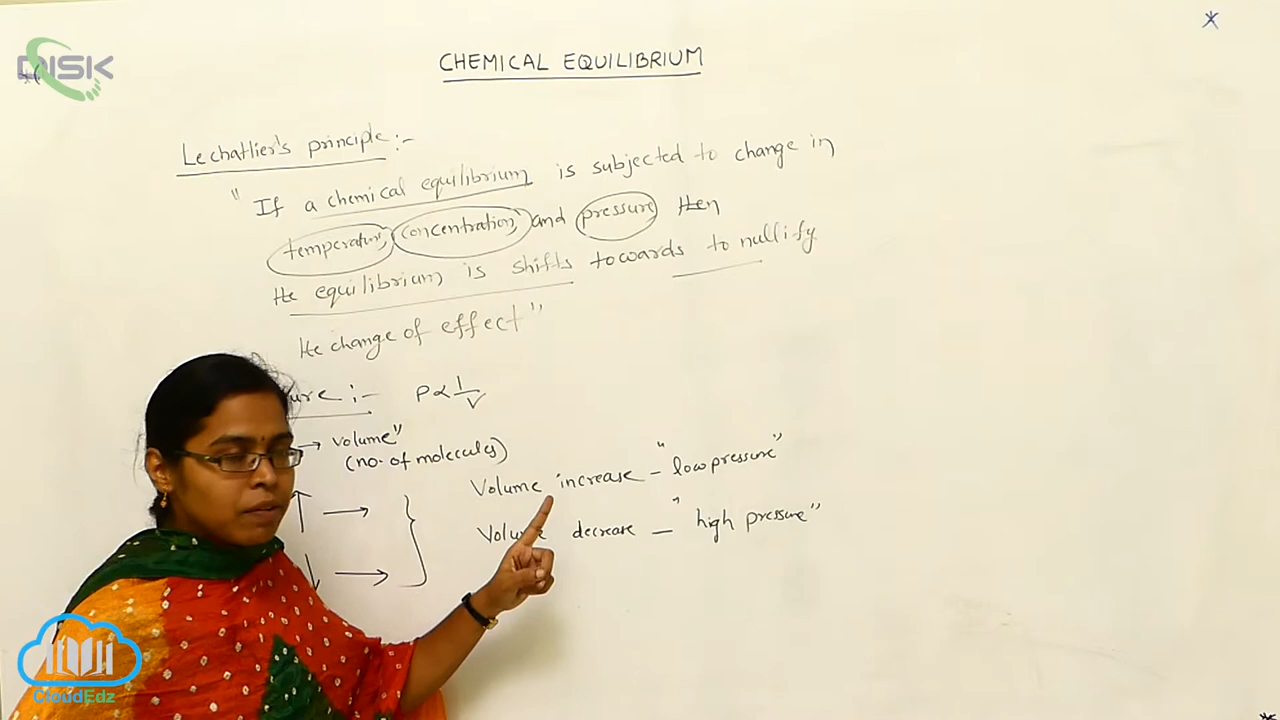 DISK
CHEMICAL EQUILIBRIUM
Lechatlier's principle :-
" If a chemical equilibrium is subjected to change in
temperature, concentration, and pressure then
the equilibrium is shifts towards to nullify
the change of effect "
ure :- P ∝ 1/V
→ volume"
(no. of molecules)
Volume increase - "low pressure"
Volume decrease - "high pressure"
↑ →
↓ →
CloudEdz